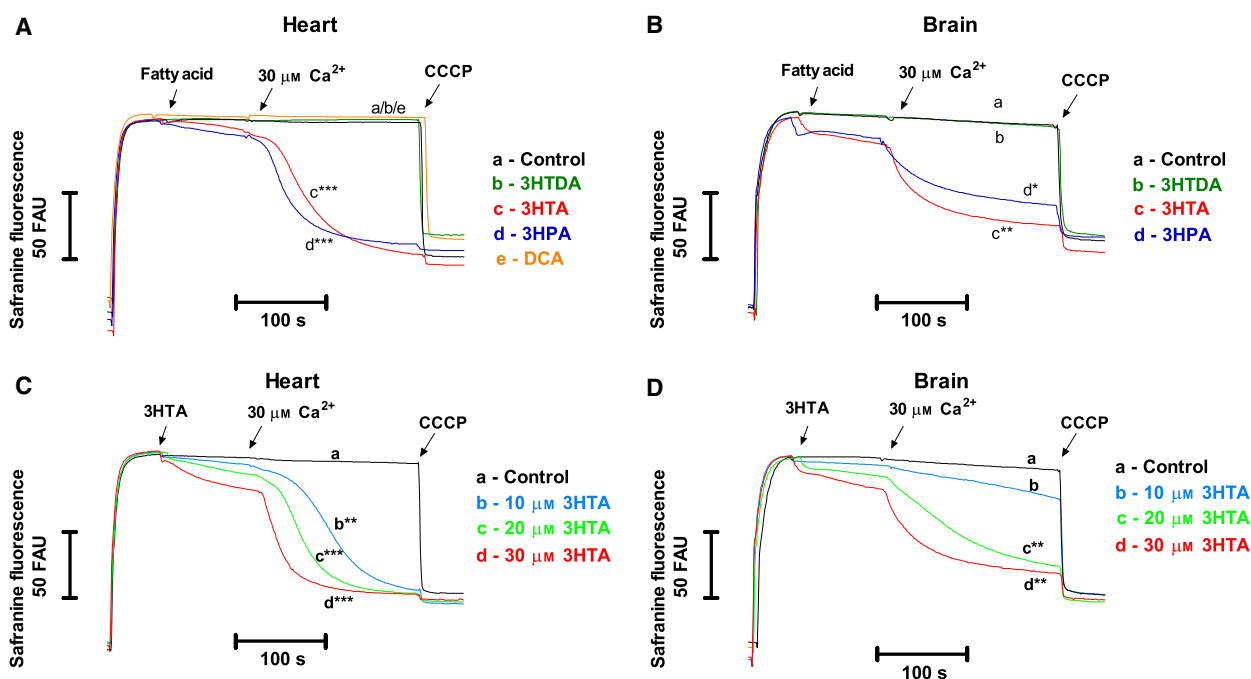 A
Heart
Fatty acid
30 μM Ca2+
CCCP
a/b/e
c***
d***
Safranine fluorescence
50 FAU
100 s
a - Control
b - 3HTDA
c - 3HTA
d - 3HPA
e - DCA
B
Brain
Fatty acid
30 μM Ca2+
CCCP
a
b
d*
c**
Safranine fluorescence
50 FAU
100 s
a - Control
b - 3HTDA
c - 3HTA
d - 3HPA
C
Heart
3HTA
30 μM Ca2+
CCCP
a
b**
c***
d***
Safranine fluorescence
50 FAU
100 s
a - Control
b - 10 μM 3HTA
c - 20 μM 3HTA
d - 30 μM 3HTA
D
Brain
3HTA
30 μM Ca2+
CCCP
a
b
c**
d**
Safranine fluorescence
50 FAU
100 s
a - Control
b - 10 μM 3HTA
c - 20 μM 3HTA
d - 30 μM 3HTA